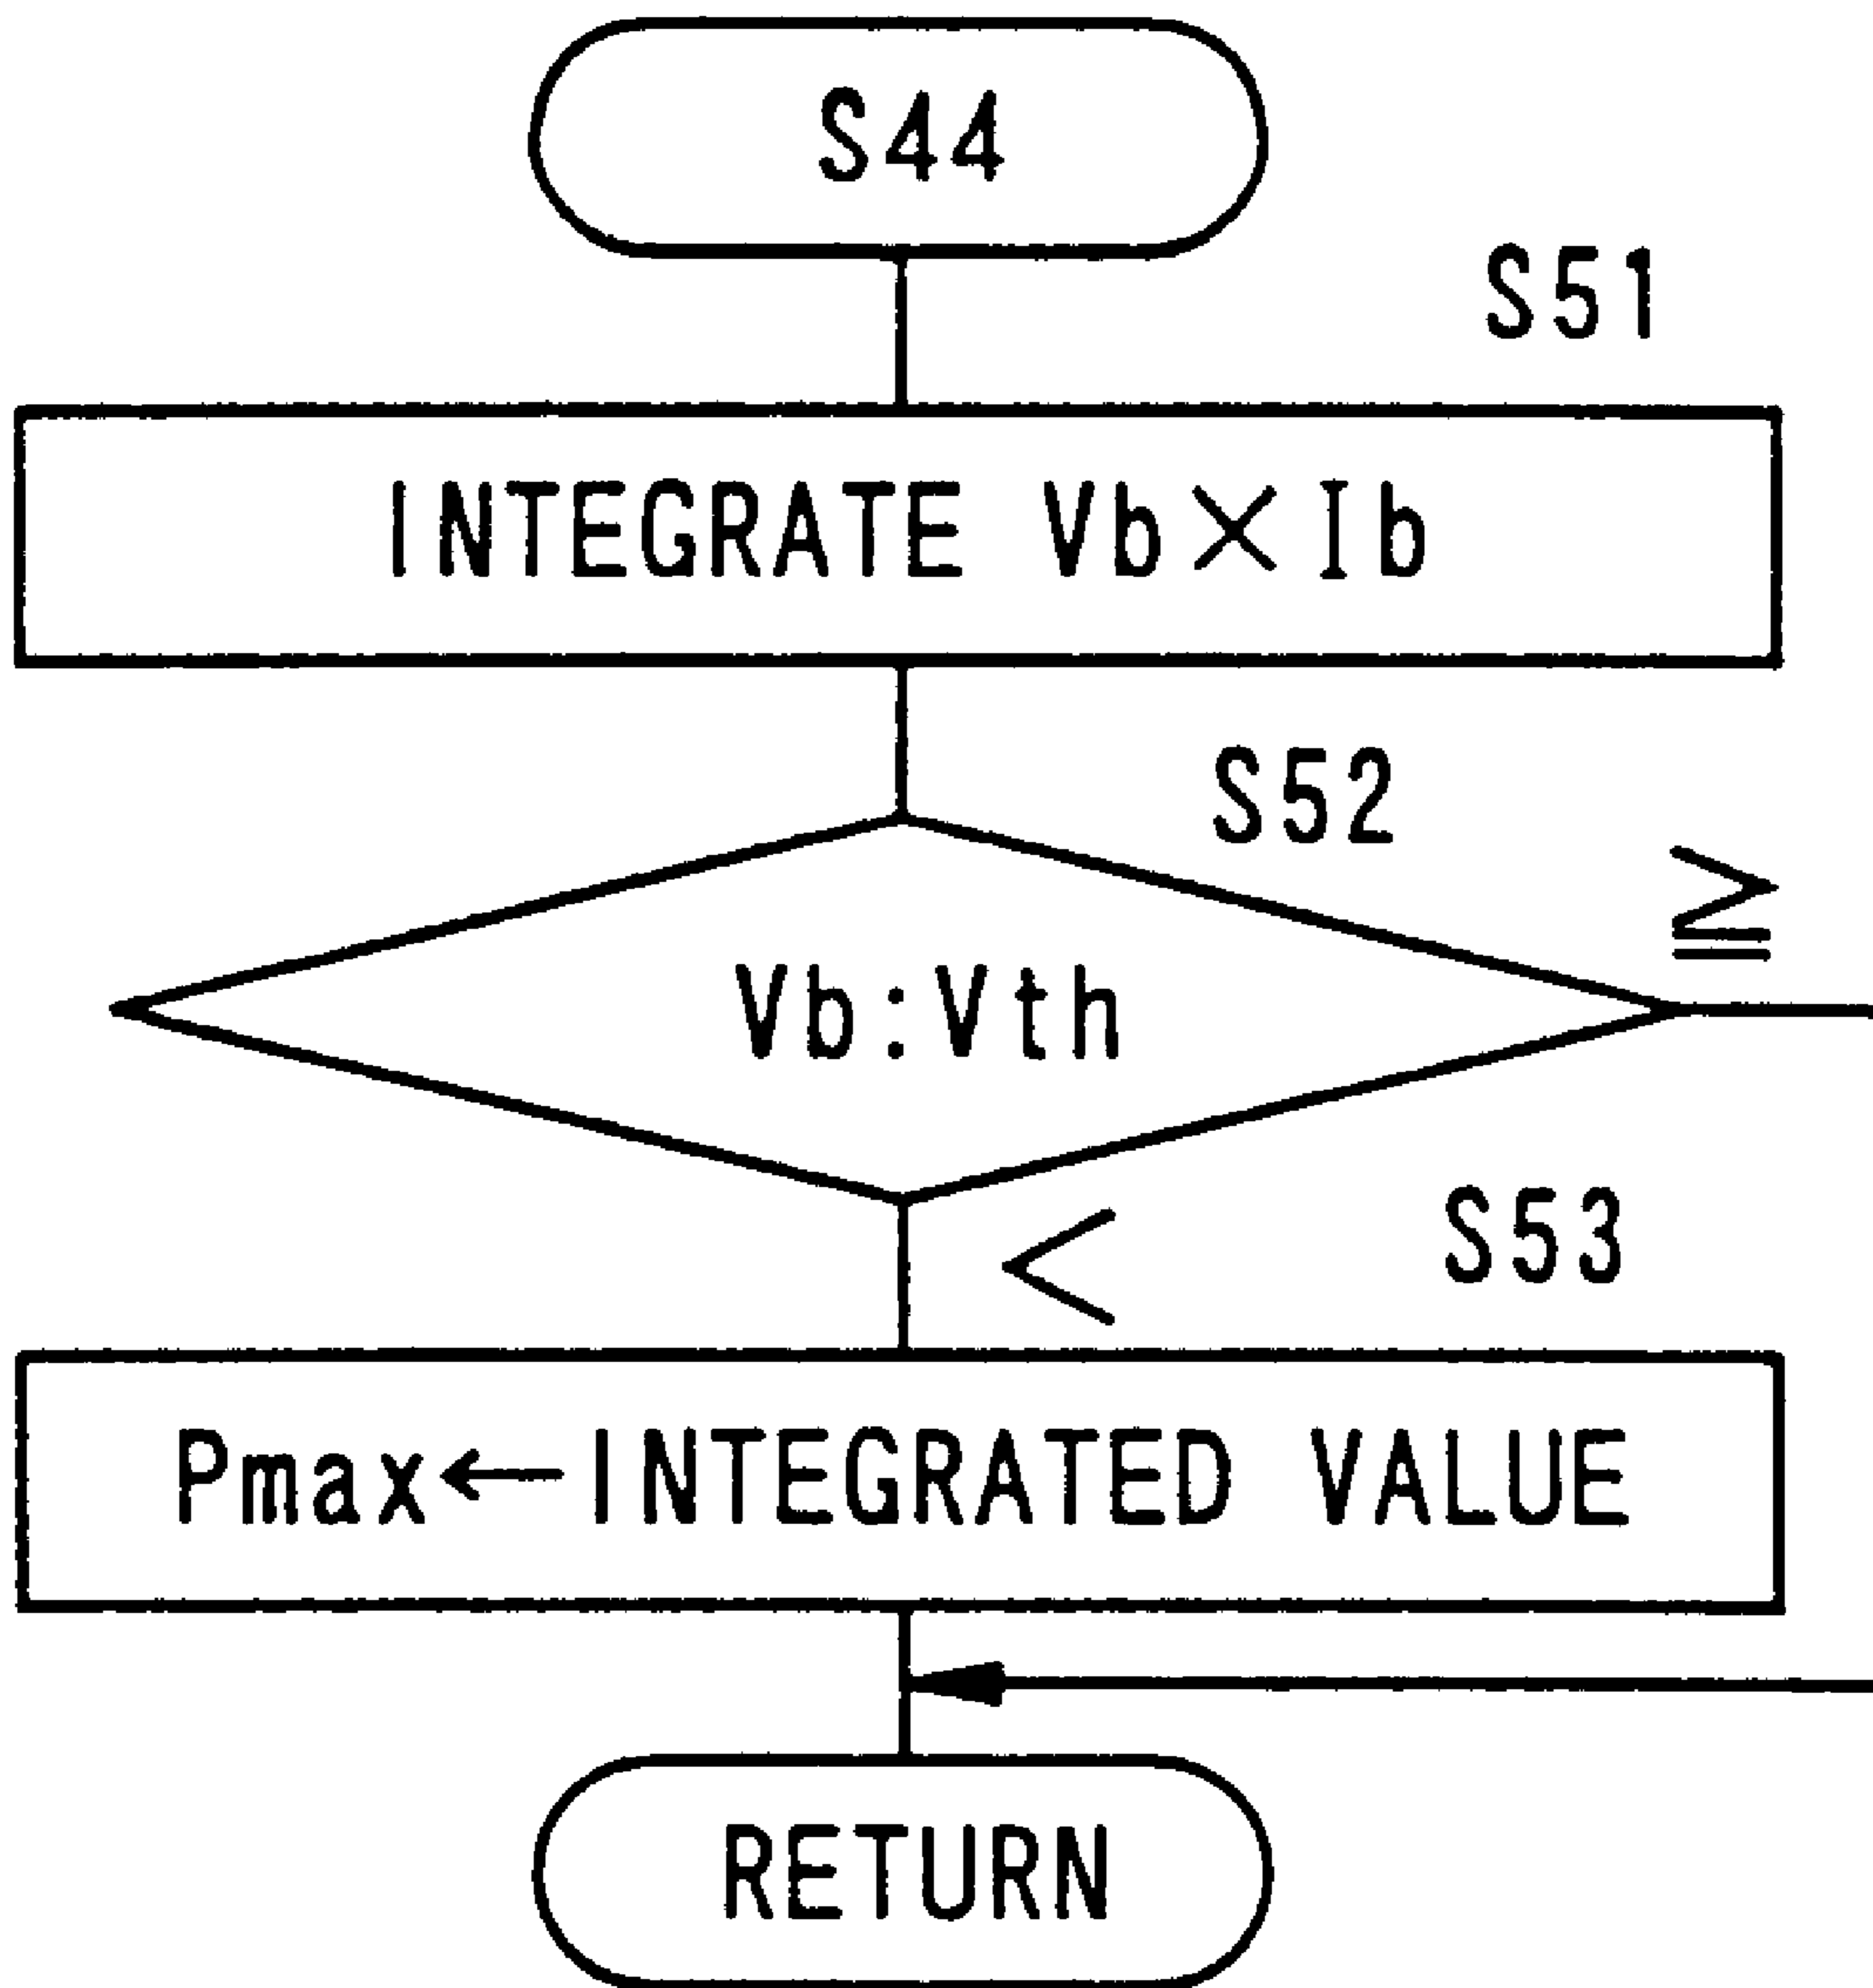 S44
S51
INTEGRATE Vb×Ib
S52
≧
Vb:Vth
<
S53
Pmax←INTEGRATED VALUE
RETURN